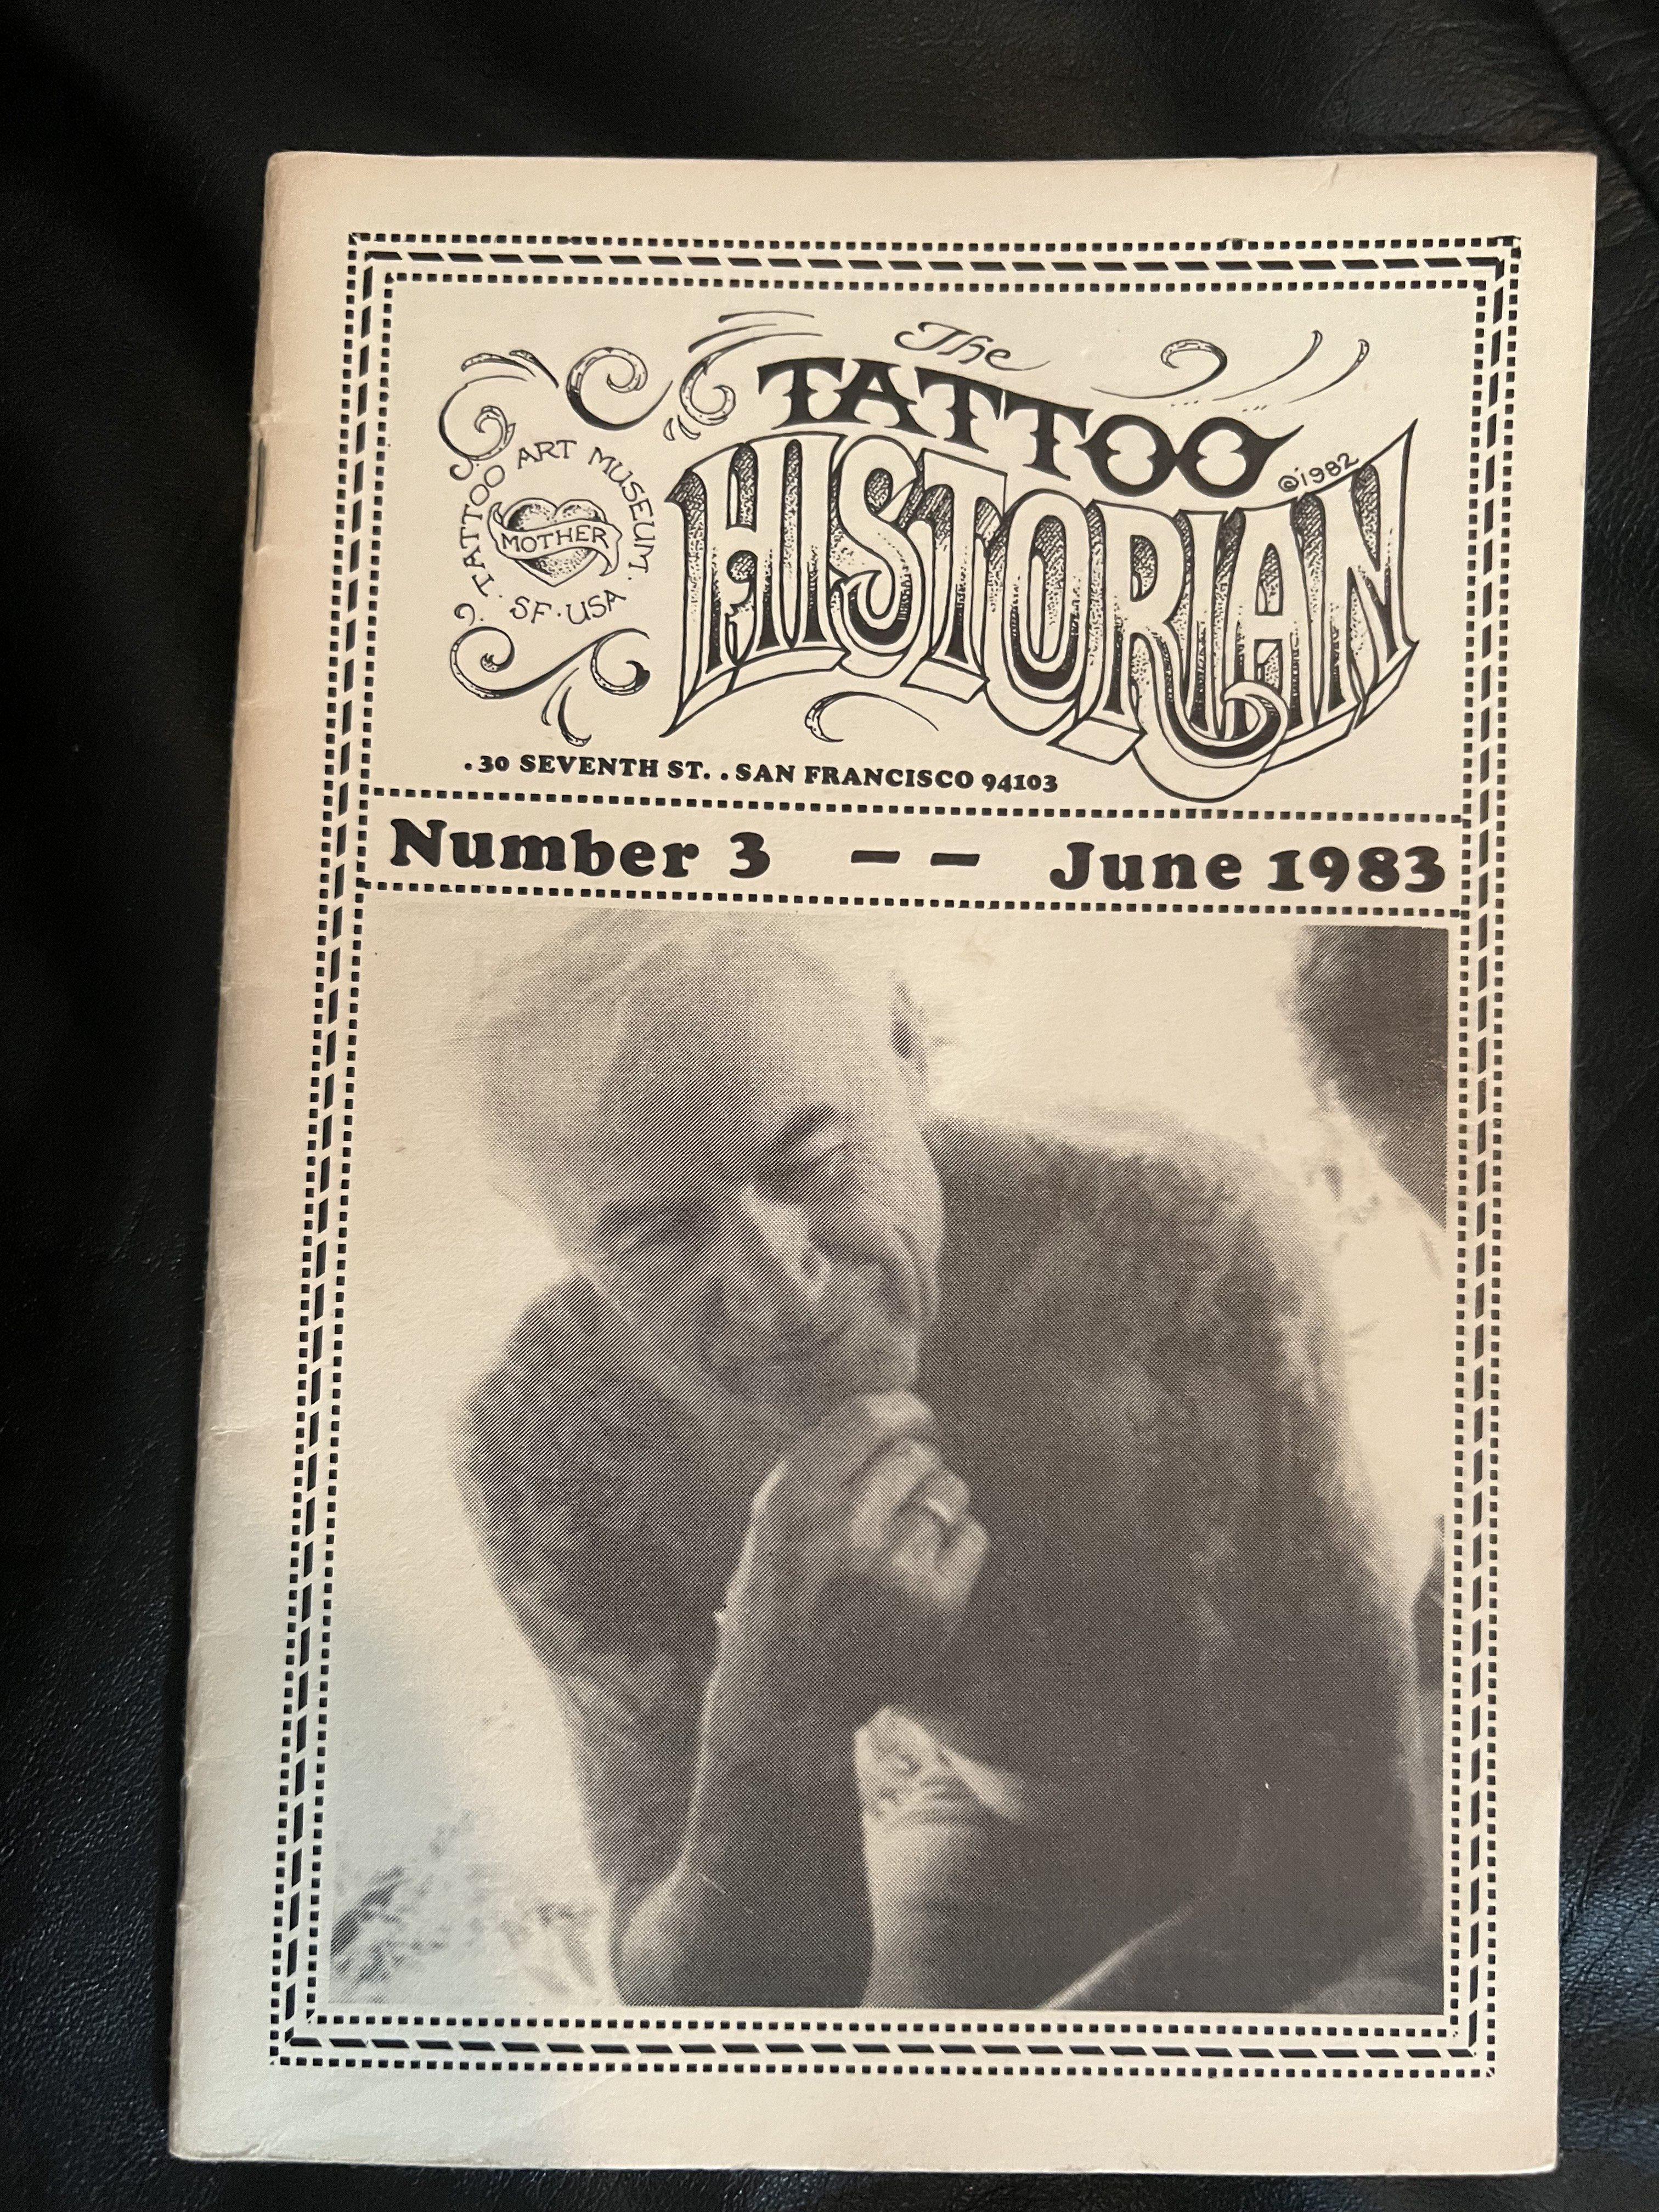 The
TATTOO
HISTORIAN
©1982
. TATTOO ART MUSEUM .
MOTHER
SF · USA
. 30 SEVENTH ST. . SAN FRANCISCO 94103
Number 3 — — June 1983